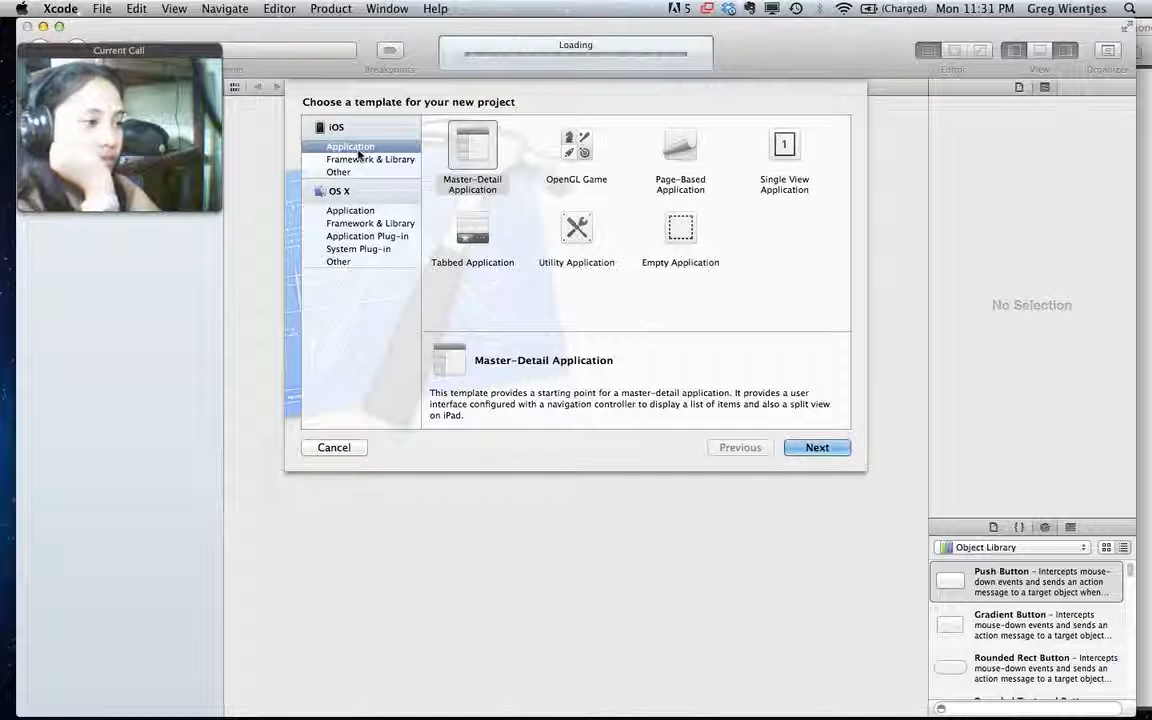 Xcode File Edit View Navigate Editor Product Window Help
5 (Charged) Mon 11:31 PM Greg Wientjes
Current Call
Loading
Breakpoints
Editor View Organizer
Choose a template for your new project
iOS
Application
Framework & Library
Other
OS X
Application
Framework & Library
Application Plug-in
System Plug-in
Other
Master-Detail
Application
OpenGL Game
Page-Based
Application
1
Single View
Application
Tabbed Application
Utility Application
Empty Application
Master-Detail Application
This template provides a starting point for a master-detail application. It provides a user
interface configured with a navigation controller to display a list of items and also a split view
on iPad.
Cancel
Previous
Next
No Selection
{ }
Object Library
Push Button - Intercepts mouse-
down events and sends an action
message to a target object when...
Gradient Button - Intercepts
mouse-down events and sends an
action message to a target object...
Rounded Rect Button - Intercepts
mouse-down events and sends an
action message to a target object...